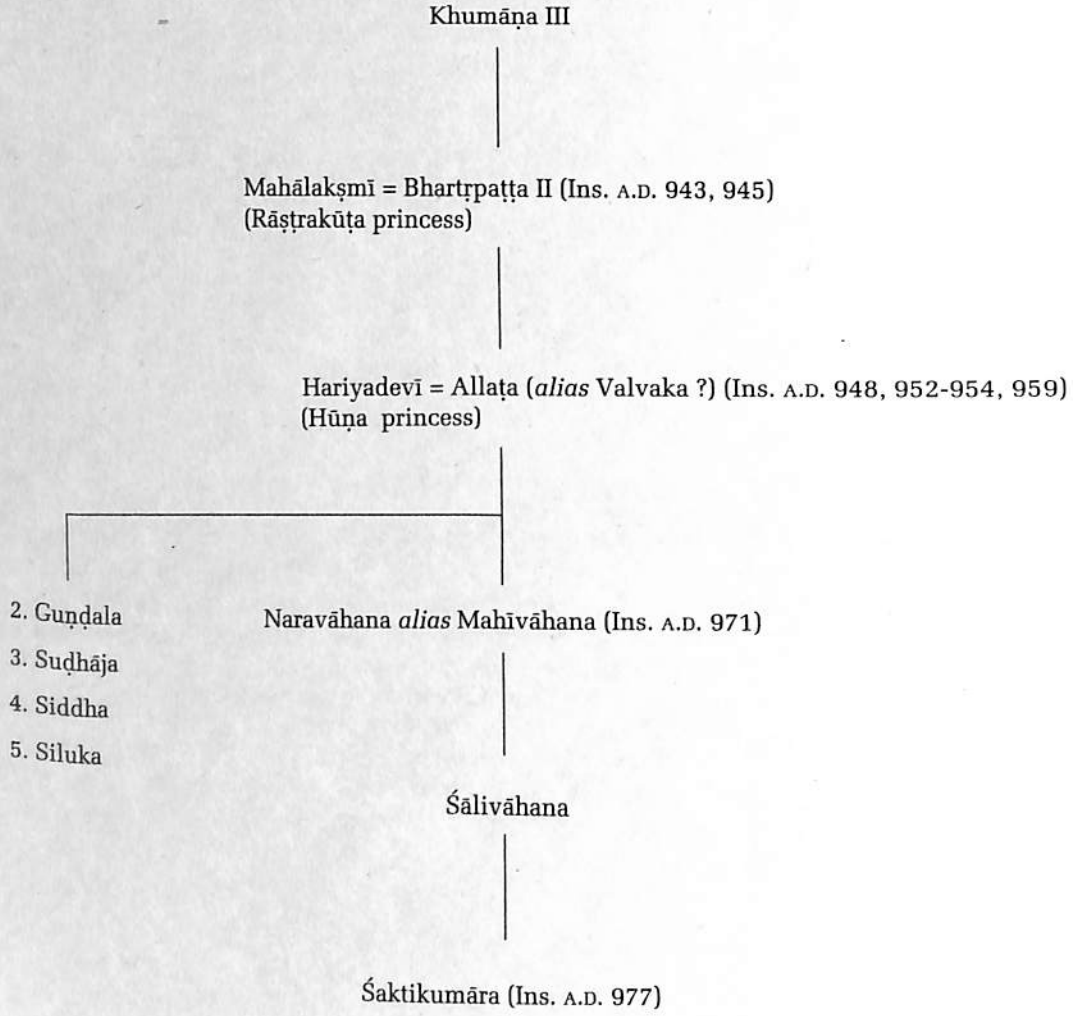 Khumāṇa III
Mahālakṣmī = Bhartṛpaṭṭa II (Ins. A.D. 943, 945)
(Rāṣṭrakūṭa princess)
Hariyadevī = Allaṭa (alias Valvaka ?) (Ins. A.D. 948, 952-954, 959)
(Hūṇa princess)
2. Guṇḍala
Naravāhana alias Mahīvāhana (Ins. A.D. 971)
3. Suḍhāja
4. Siddha
5. Siluka
Śālivāhana
Śaktikumāra (Ins. A.D. 977)